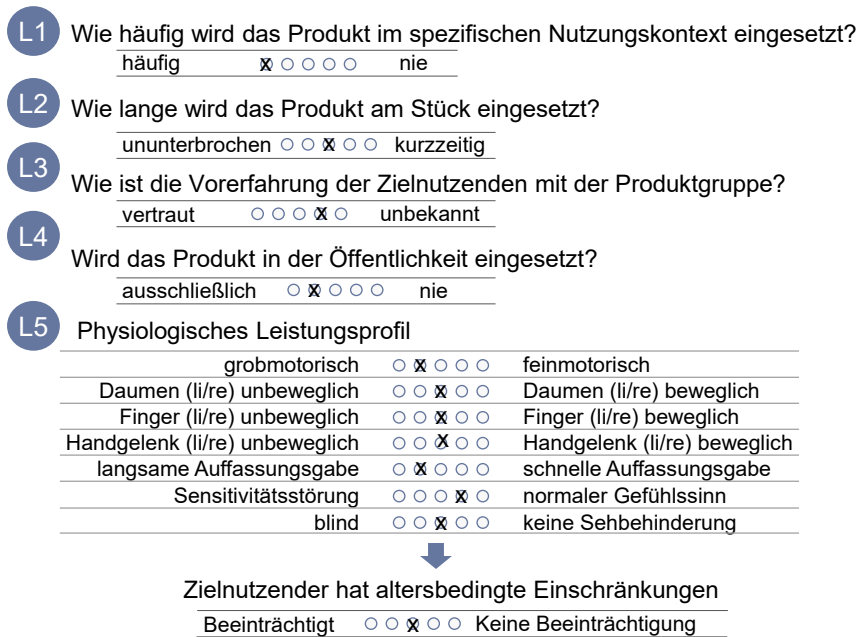 L1
Wie häufig wird das Produkt im spezifischen Nutzungskontext eingesetzt?
häufig x ○ ○ ○ ○ nie
L2
Wie lange wird das Produkt am Stück eingesetzt?
ununterbrochen ○ ○ x ○ ○ kurzzeitig
L3
Wie ist die Vorerfahrung der Zielnutzenden mit der Produktgruppe?
vertraut ○ ○ ○ x ○ unbekannt
L4
Wird das Produkt in der Öffentlichkeit eingesetzt?
ausschließlich ○ x ○ ○ ○ nie
L5
Physiologisches Leistungsprofil
grobmotorisch ○ x ○ ○ ○ feinmotorisch
Daumen (li/re) unbeweglich ○ ○ x ○ ○ Daumen (li/re) beweglich
Finger (li/re) unbeweglich ○ ○ x ○ ○ Finger (li/re) beweglich
Handgelenk (li/re) unbeweglich ○ ○ x ○ ○ Handgelenk (li/re) beweglich
langsame Auffassungsgabe ○ x ○ ○ ○ schnelle Auffassungsgabe
Sensitivitätsstörung ○ ○ ○ x ○ normaler Gefühlssinn
blind ○ ○ x ○ ○ keine Sehbehinderung
Zielnutzender hat altersbedingte Einschränkungen
Beeinträchtigt ○ ○ x ○ ○ Keine Beeinträchtigung